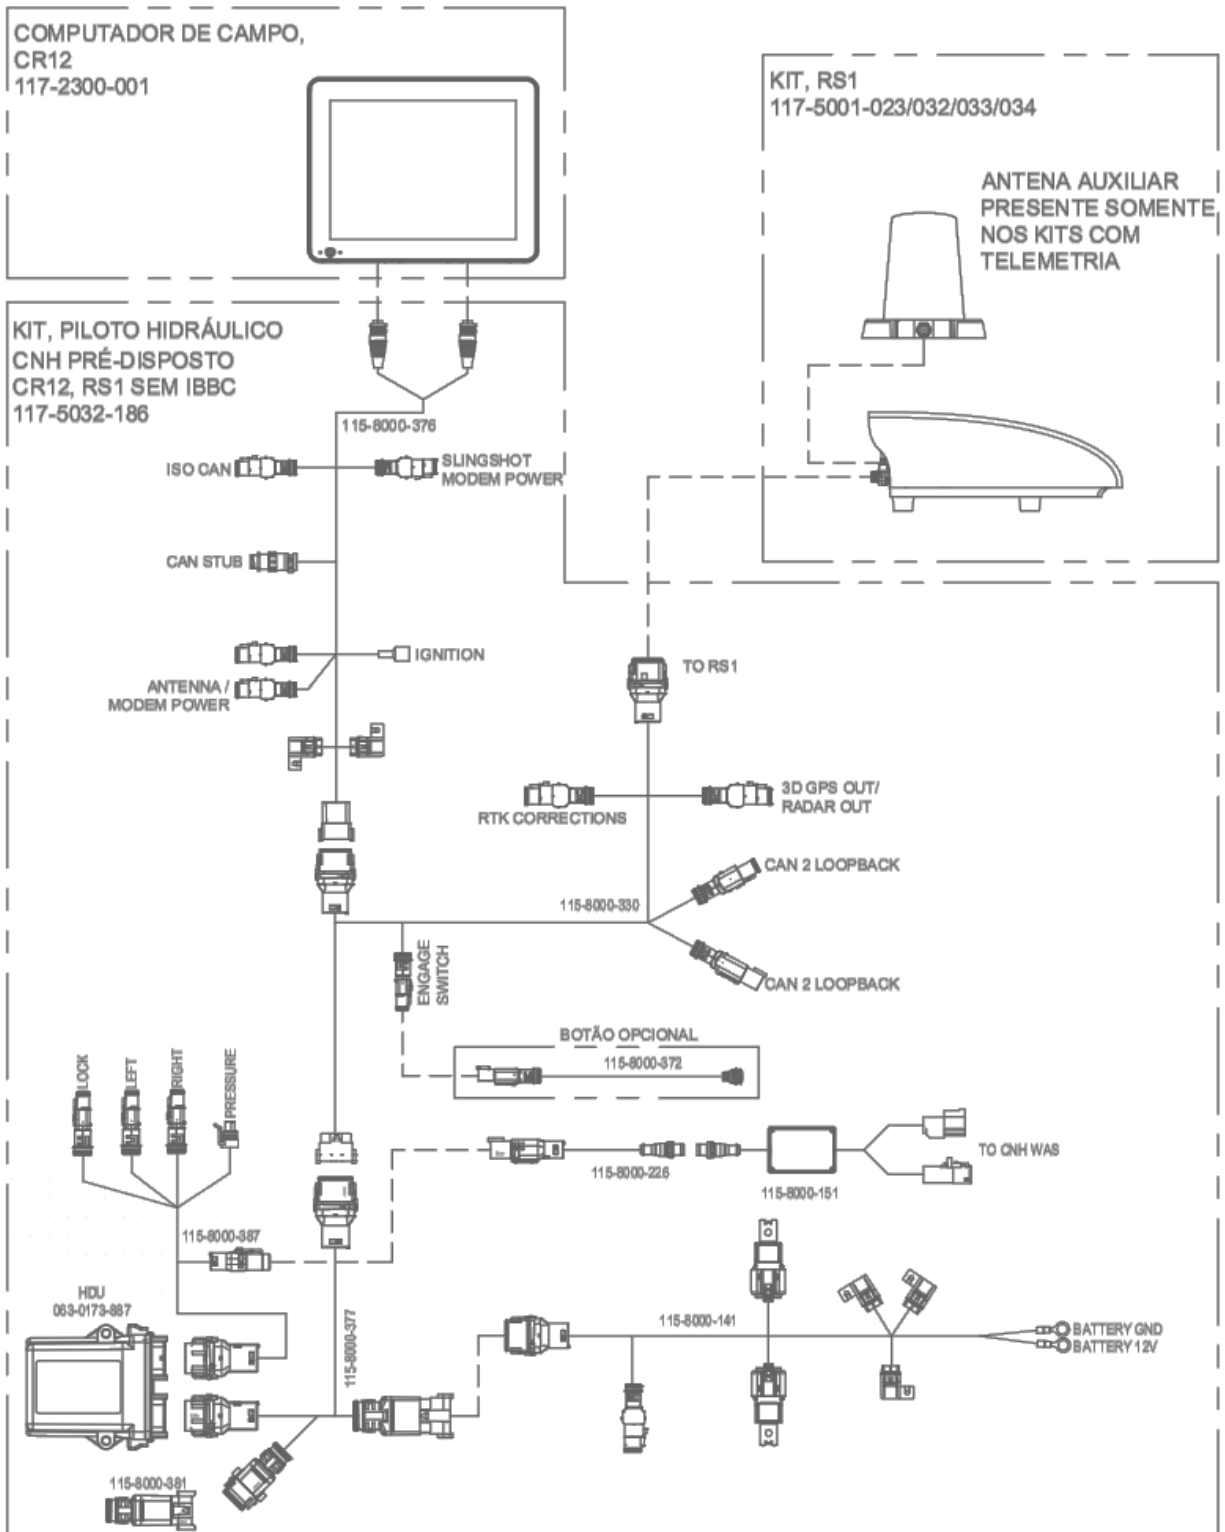 COMPUTADOR DE CAMPO,
CR12
117-2300-001
KIT, RS1
117-5001-023/032/033/034
ANTENA AUXILIAR
PRESENTE SOMENTE
NOS KITS COM
TELEMETRIA
KIT, PILOTO HIDRÁULICO
CNH PRÉ-DISPOSTO
CR12, RS1 SEM IBBC
117-5032-186
115-8000-376
ISO CAN
SLINGSHOT
MODEM POWER
CAN STUB
IGNITION
ANTENNA /
MODEM POWER
TO RS1
RTK CORRECTIONS
3D GPS OUT/
RADAR OUT
CAN 2 LOOPBACK
115-8000-330
CAN 2 LOOPBACK
ENGAGE
SWITCH
BOTÃO OPCIONAL
115-8000-372
LOCK
LEFT
RIGHT
PRESSURE
115-8000-226
115-8000-151
TO CNH WAS
115-8000-387
HDU
063-0173-887
115-8000-377
115-8000-141
BATTERY GND
BATTERY 12V
115-8000-381